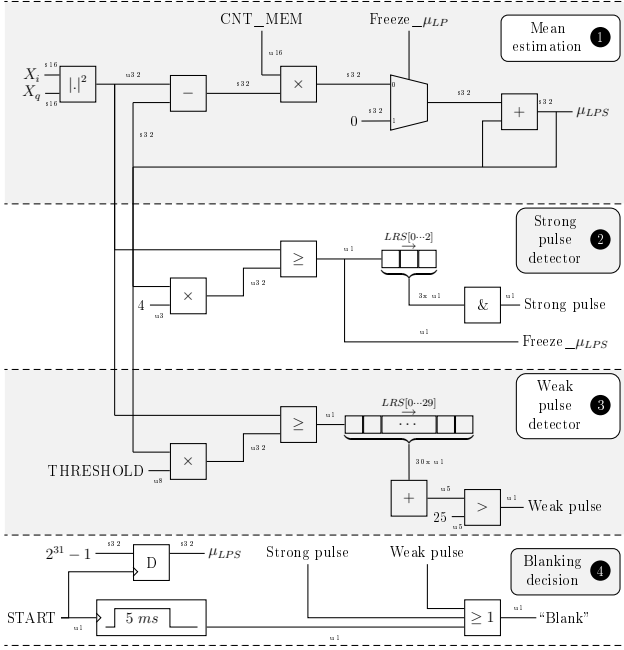 CNT_MEM
Freeze_μLP
Mean
estimation
1
u16
Xi
s16
Xq
s16
|.|²
u32
−
s32
×
s32
0
1
0
s32
s32
+
s32
μLPS
s32
Strong
pulse
detector
2
LRS[0···2]
→
≥
u1
4
u3
×
u32
3x u1
&
u1
Strong pulse
u1
Freeze_μLPS
Weak
pulse
detector
3
LRS[0···29]
→
≥
u1
···
THRESHOLD
u8
×
u32
30x u1
+
u5
25
u5
>
u1
Weak pulse
2³¹ − 1
s32
D
s32
μLPS
Strong pulse
Weak pulse
Blanking
decision
4
START
u1
5 ms
u1
≥ 1
u1
“Blank”